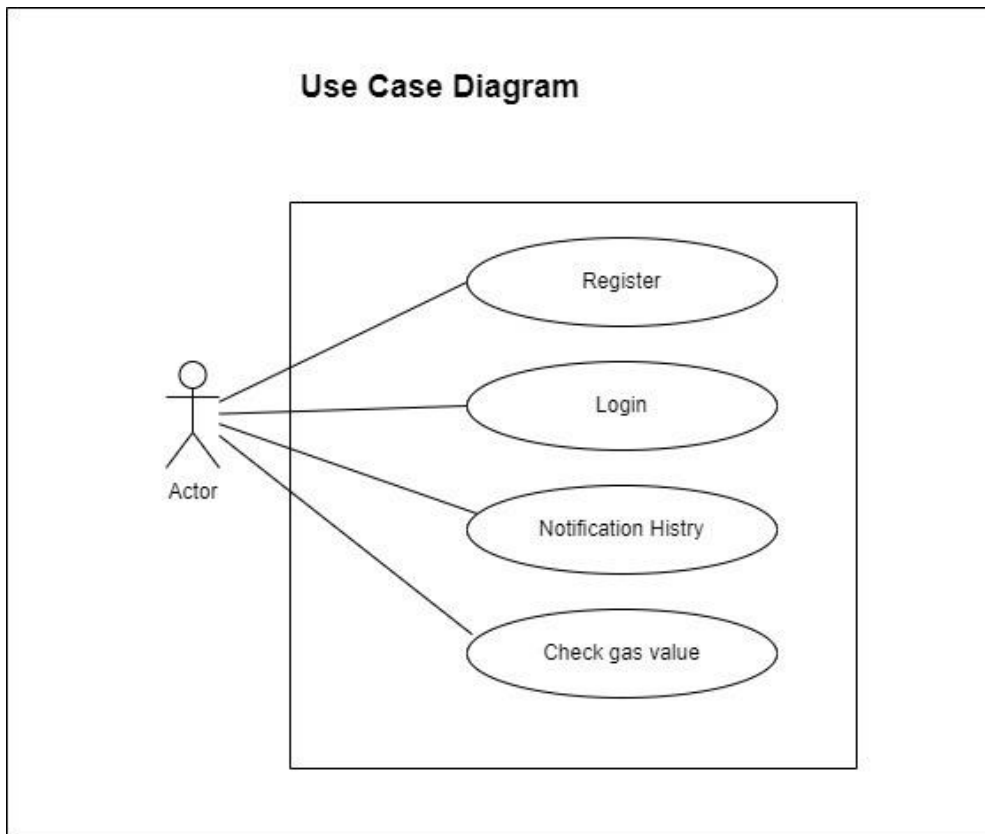 Use Case Diagram
Register
Login
Actor
Notification Histry
Check gas value